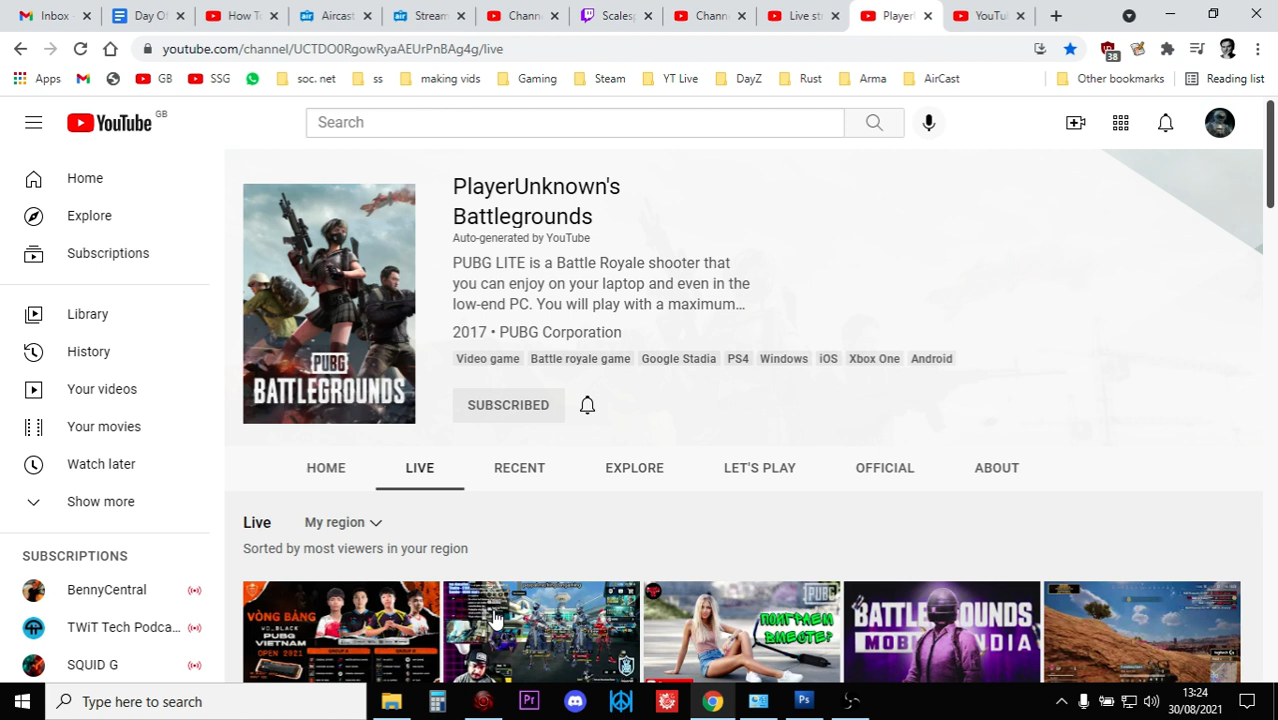 Inbox -
Day Of
How T
Aircast
Stream
Chann
Scalesp
Chann
Live str
Player
YouTu
youtube.com/channel/UCTDO0RgowRyaAEUrPnBAg4g/live
38
Apps
GB
SSG
soc. net
ss
making vids
Gaming
Steam
YT Live
DayZ
Rust
Arma
AirCast
Other bookmarks
Reading list
YouTube GB
Search
Home
Explore
Subscriptions
Library
History
Your videos
Your movies
Watch later
Show more
SUBSCRIPTIONS
BennyCentral
TWiT Tech Podca...
SQUID G
PUBG
BATTLEGROUNDS
PlayerUnknown's
Battlegrounds
Auto-generated by YouTube
PUBG LITE is a Battle Royale shooter that
you can enjoy on your laptop and even in the
low-end PC. You will play with a maximum...
2017 • PUBG Corporation
Video game
Battle royale game
Google Stadia
PS4
Windows
iOS
Xbox One
Android
SUBSCRIBED
HOME
LIVE
RECENT
EXPLORE
LET'S PLAY
OFFICIAL
ABOUT
Live
My region
Sorted by most viewers in your region
VÒNG BẢNG
PUBG VIETNAM
OPEN 2021
GROUP A
PUBG
ПОИГРАЕМ
ВМЕСТЕ?
BATTLEGROUNDS
MOBILE INDIA
Type here to search
Pr
Ps
13:24
30/08/2021